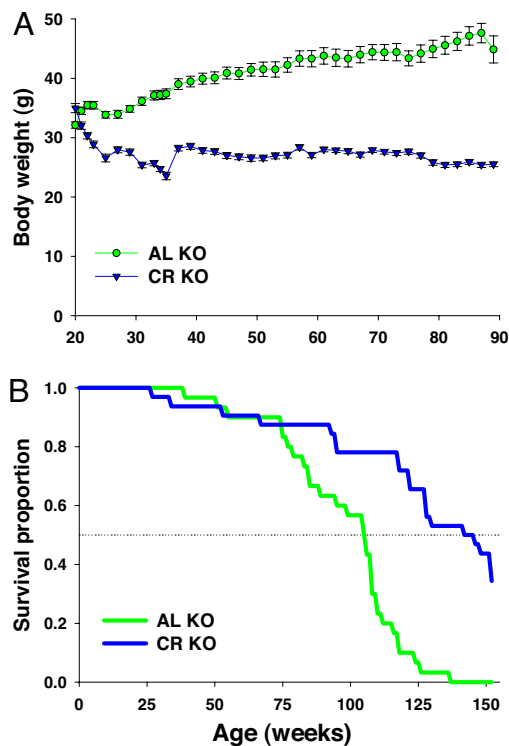 A
50
40
30
20
10
0
Body weight (g)
AL KO
CR KO
20 30 40 50 60 70 80 90
B
1.0
0.8
0.6
0.4
0.2
0.0
Survival proportion
AL KO
CR KO
0 25 50 75 100 125 150
Age (weeks)